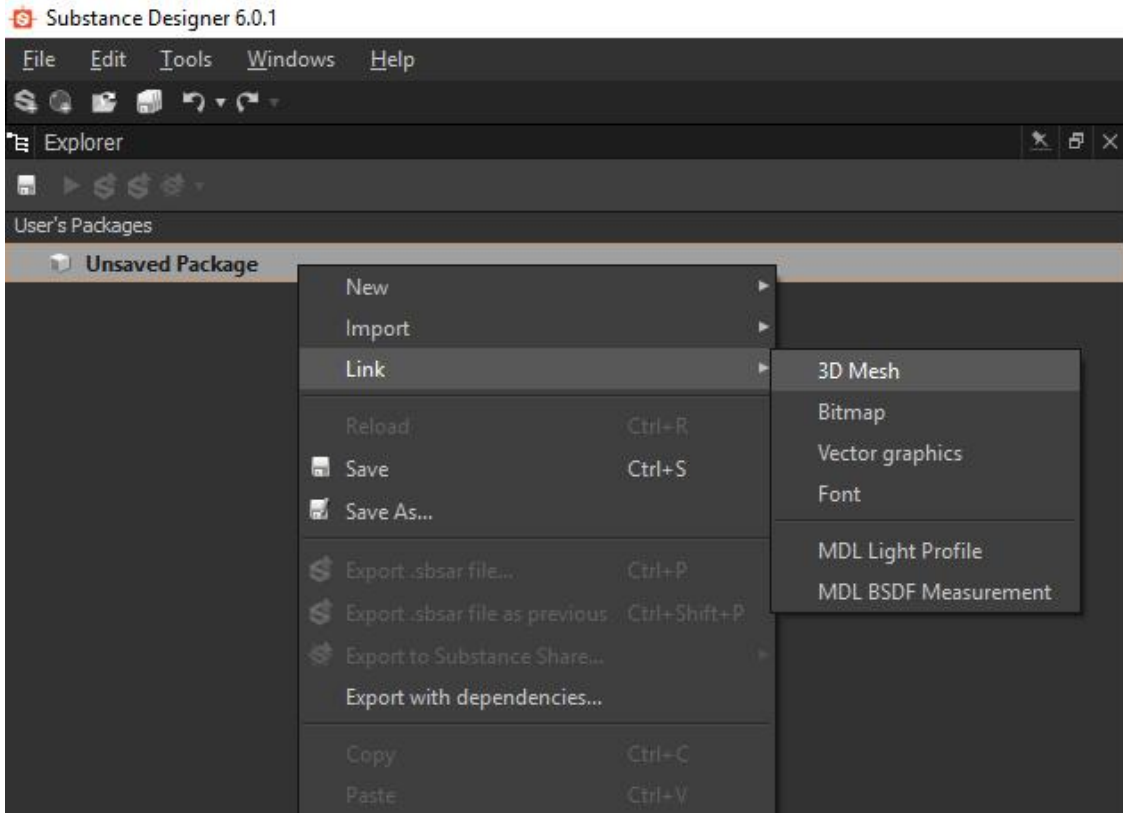 Substance Designer 6.0.1
File Edit Tools Windows Help
Explorer
User's Packages
Unsaved Package
New
Import
Link
3D Mesh
Bitmap
Vector graphics
Font
MDL Light Profile
MDL BSDF Measurement
Reload Ctrl+R
Save Ctrl+S
Save As...
Export .sbsar file... Ctrl+P
Export .sbsar file as previous Ctrl+Shift+P
Export to Substance Share...
Export with dependencies...
Copy Ctrl+C
Paste Ctrl+V